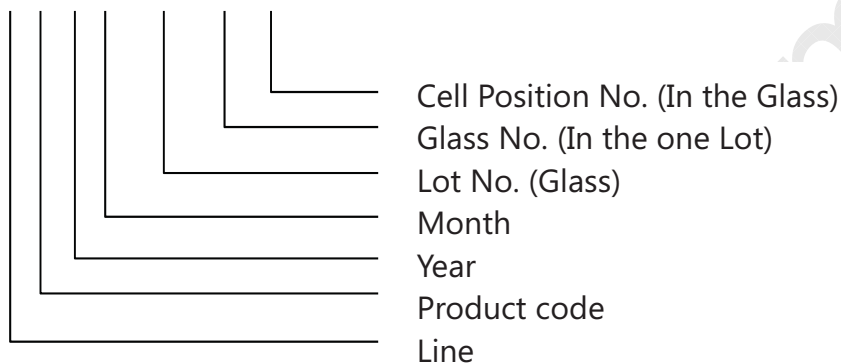 Cell Position No. (In the Glass)
Glass No. (In the one Lot)
Lot No. (Glass)
Month
Year
Product code
Line